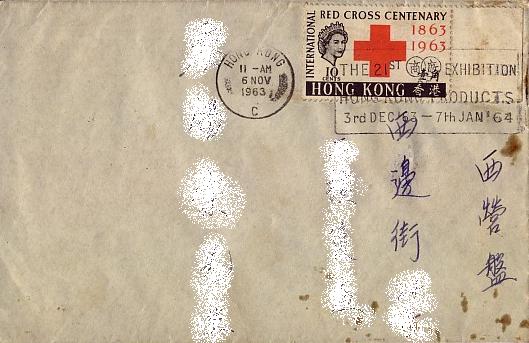 INTERNATIONAL
RED CROSS CENTENARY
1863
1963
10
CENTS
HONG KONG 香港
HONG KONG
11 - AM
6 NOV
1963
C
THE 21ST EXHIBITION
HONG KONG PRODUCTS
3rd DEC '63 - 7th JAN '64
西營盤
西邊街